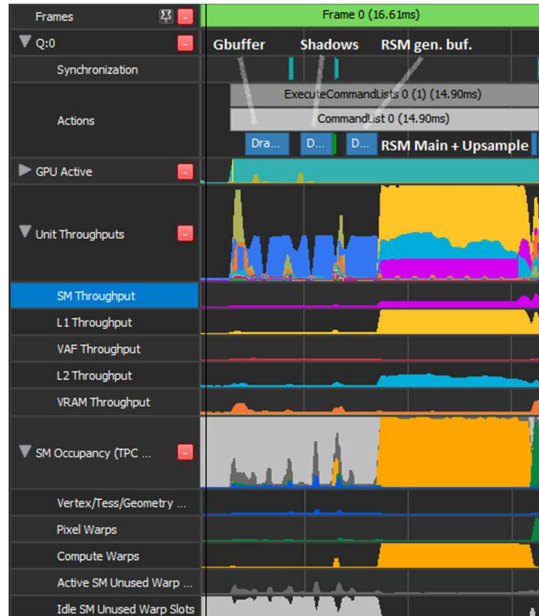 Frames
Frame 0 (16.61ms)
Q:0
Gbuffer Shadows RSM gen. buf.
Synchronization
ExecuteCommandLists 0 (1) (14.90ms)
Actions
CommandList 0 (14.90ms)
Dra... D... D... RSM Main + Upsample
GPU Active
Unit Throughputs
SM Throughput
L1 Throughput
VAF Throughput
L2 Throughput
VRAM Throughput
SM Occupancy (TPC ...
Vertex/Tess/Geometry ...
Pixel Warps
Compute Warps
Active SM Unused Warp ...
Idle SM Unused Warp Slots